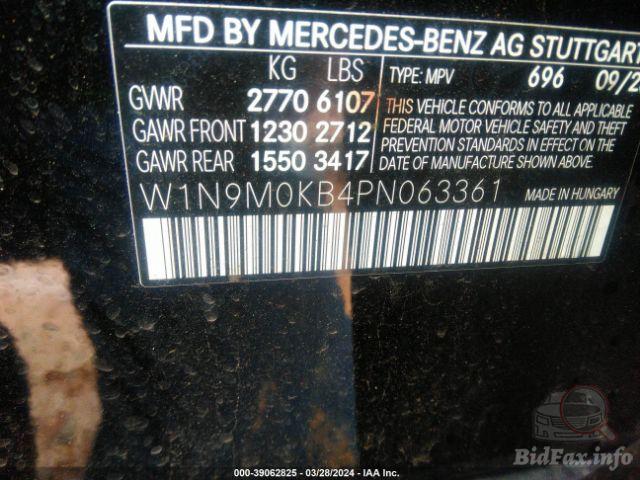 MFD BY MERCEDES-BENZ AG STUTTGART
KG LBS
GVWR 2770 6107
GAWR FRONT 1230 2712
GAWR REAR 1550 3417
TYPE: MPV 696
THIS VEHICLE CONFORMS TO ALL APPLICABLE
FEDERAL MOTOR VEHICLE SAFETY AND THEFT
PREVENTION STANDARDS IN EFFECT ON THE
DATE OF MANUFACTURE SHOWN ABOVE.
W1N9M0KB4PN063361 MADE IN HUNGARY
000-39062825 - 03/28/2024 - IAA Inc.
BidFax.info